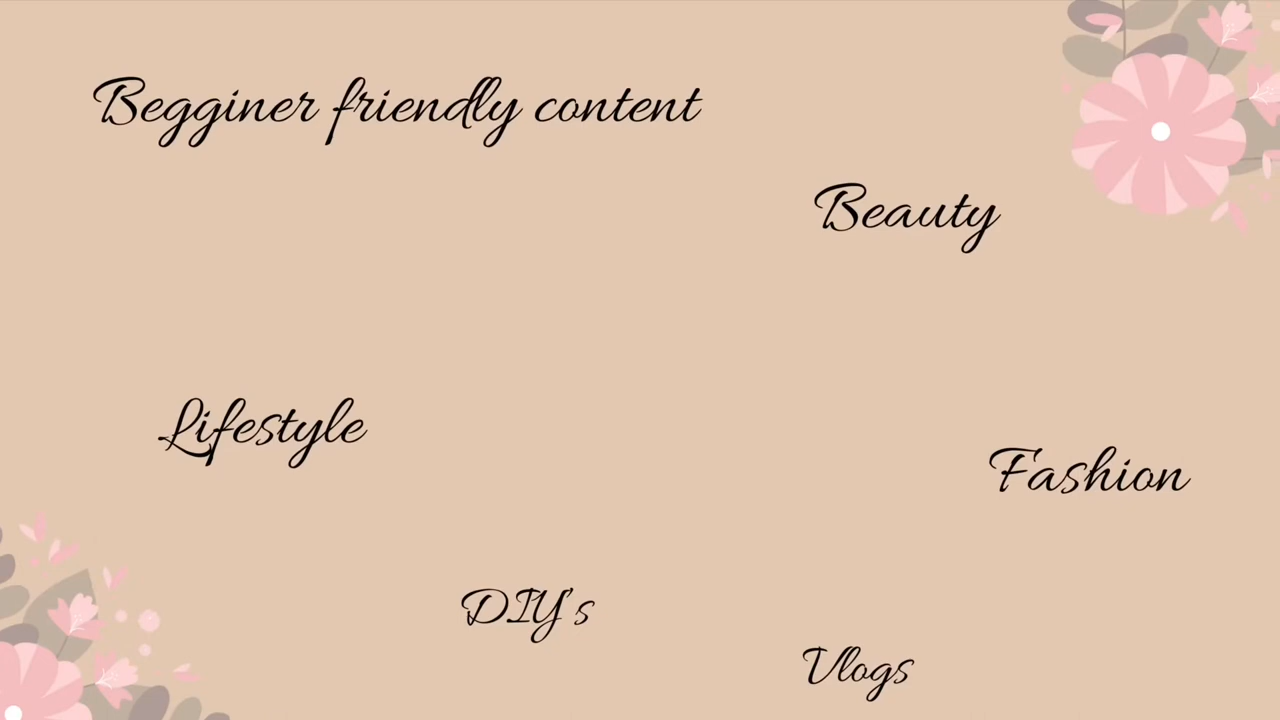 Begginer friendly content
Beauty
Lifestyle
Fashion
DIY's
Vlogs